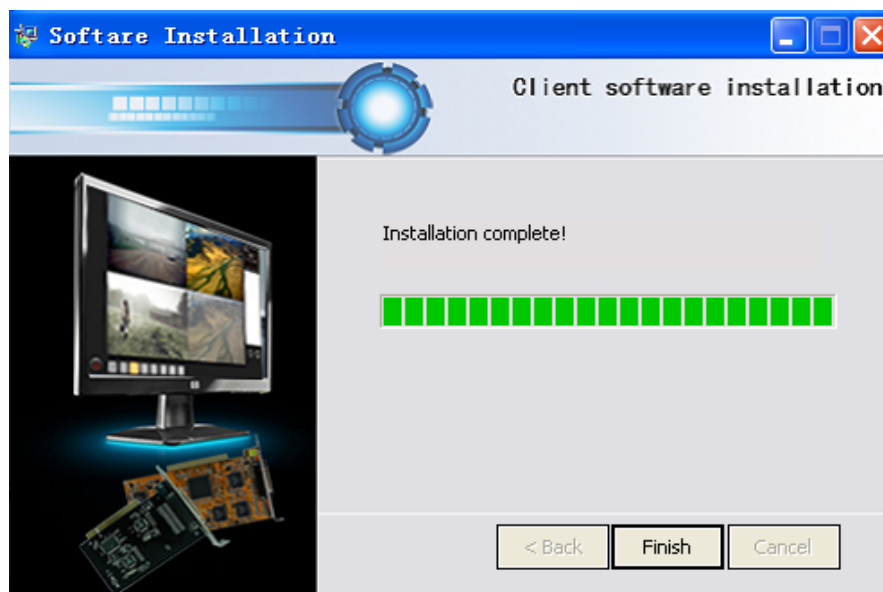 Softare Installation
Client software installation
Installation complete!
< Back
Finish
Cancel